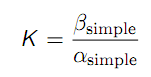 K = β_simple / α_simple